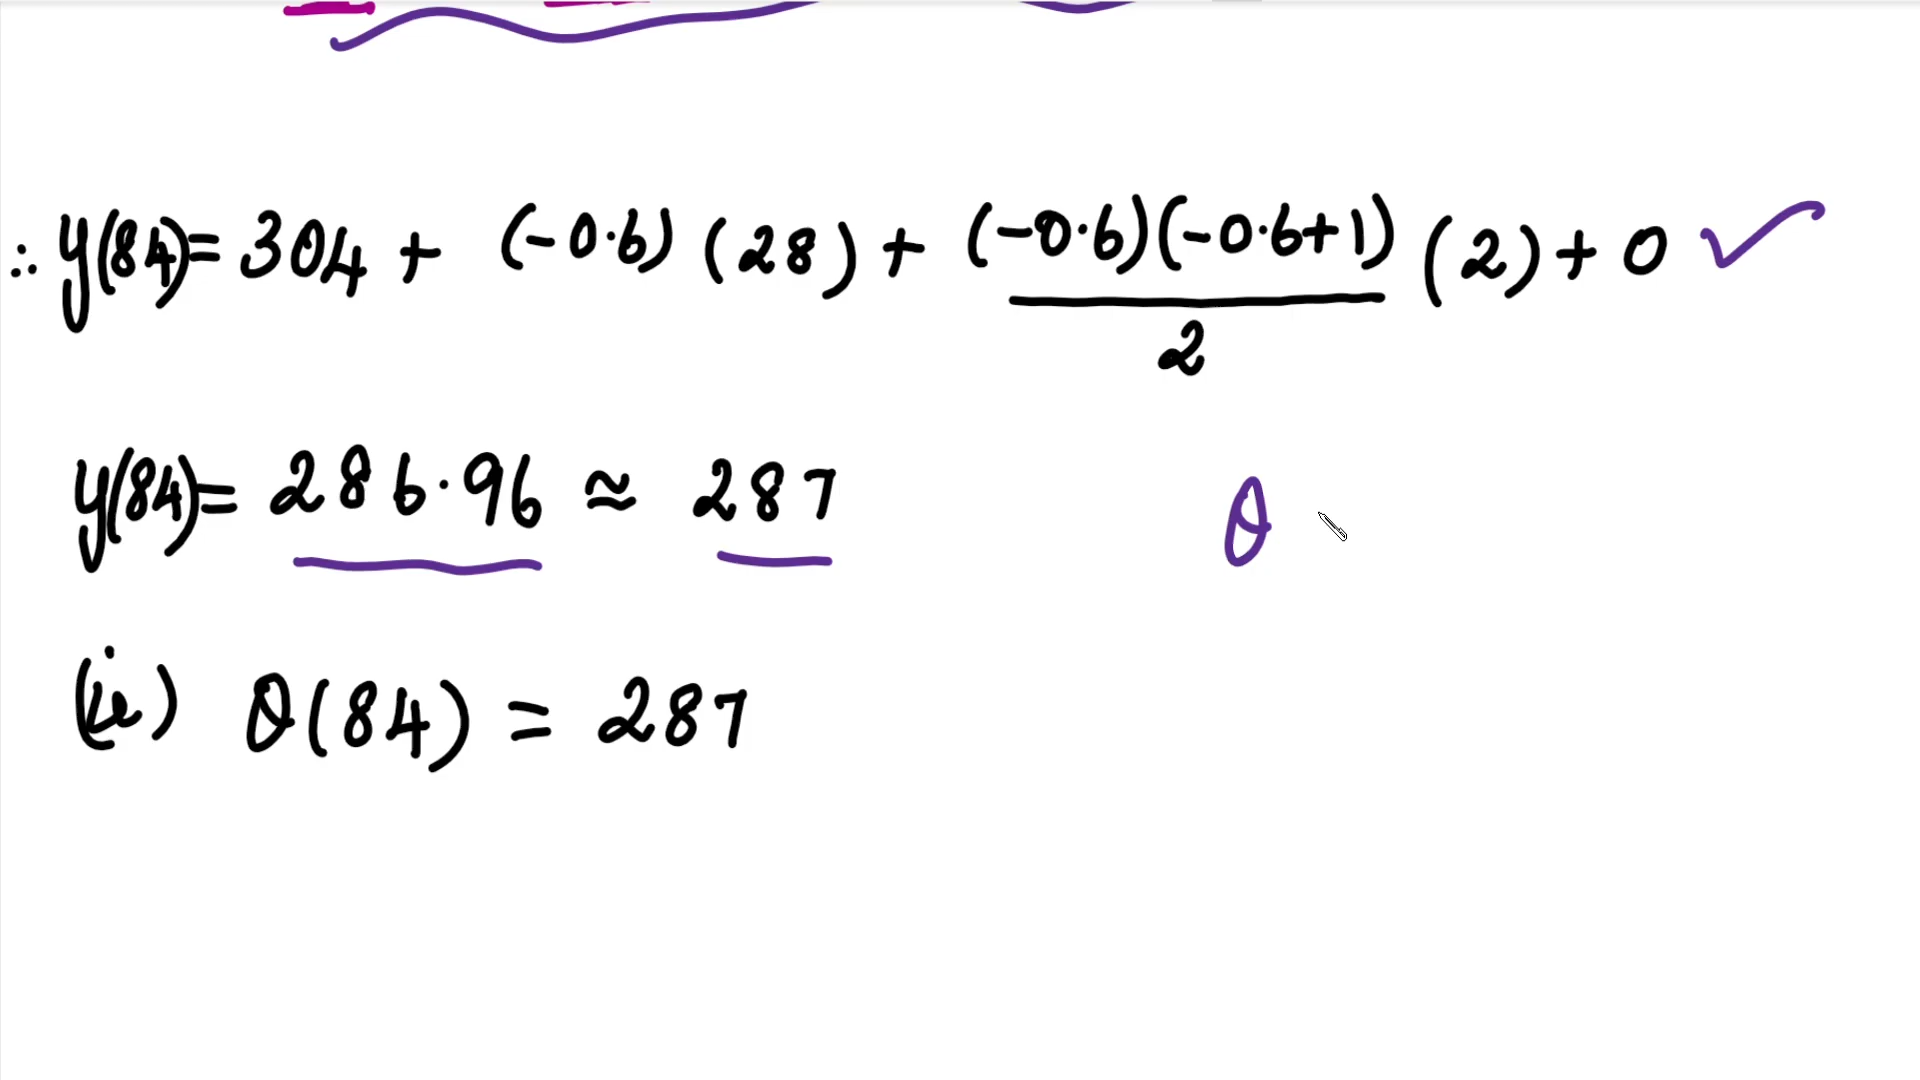 ∴ y(84) = 304 + (-0.6) (28) + (-0.6)(-0.6+1) / 2 (2) + 0 ✓
y(84) = 286.96 ≈ 287 θ
(ie) θ(84) = 287